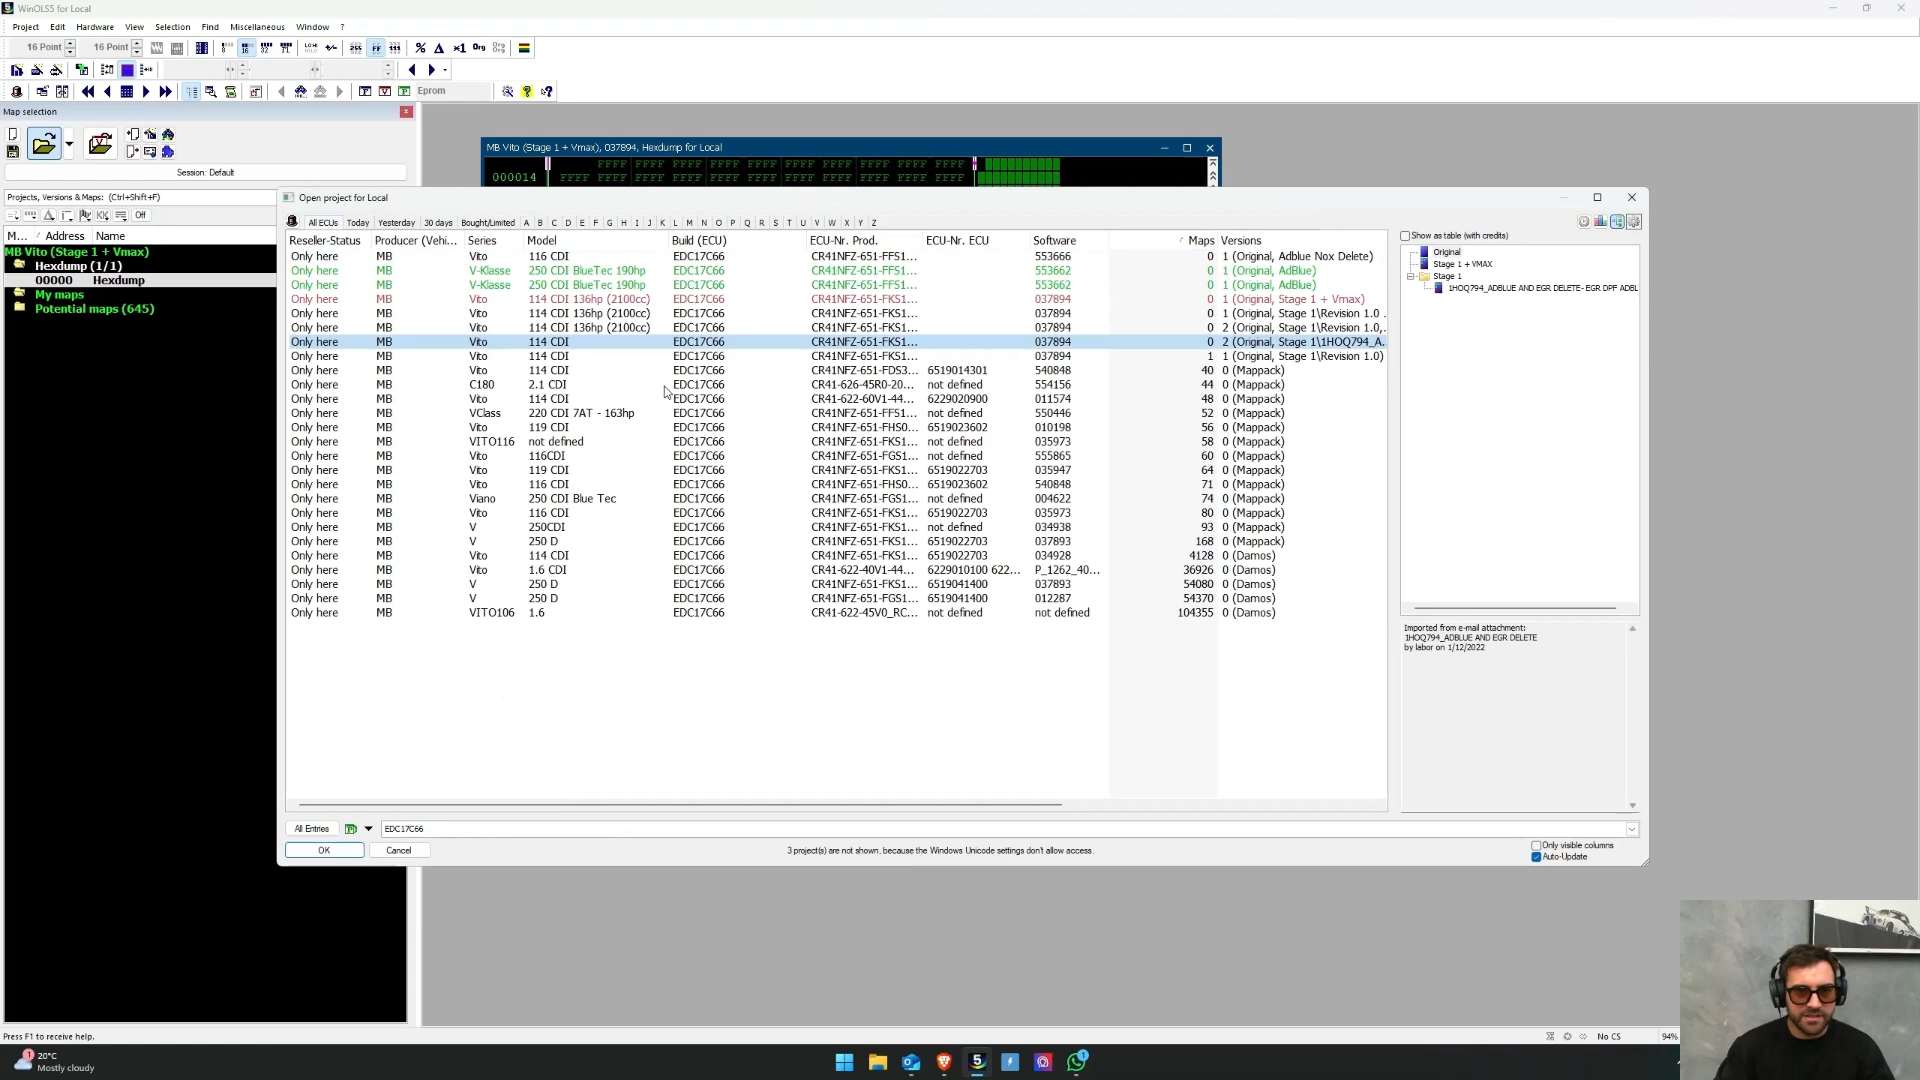 WinOLS5 for Local
Project Edit Hardware View Selection Find Miscellaneous Window ?
16 Point 16 Point
Eprom
Map selection
Session: Default
Projects, Versions & Maps: (Ctrl+Shift+F)
Off
M... Address Name
MB Vito (Stage 1 + Vmax)
Hexdump (1/1)
00000 Hexdump
My maps
Potential maps (645)
MB Vito (Stage 1 + Vmax), 037894, Hexdump for Local
FFFF FFFF FFFF FFFF FFFF FFFF FFFF FFFF FFFF
000014 FFFF FFFF FFFF FFFF FFFF FFFF FFFF FFFF FFFF FFFF
Open project for Local
All ECUs Today Yesterday 30 days Bought/Limited A B C D E F G H I J K L M N O P Q R S T U V W X Y Z
Reseller-Status Producer (Vehi... Series Model Build (ECU) ECU-Nr. Prod. ECU-Nr. ECU Software Maps Versions
Only here MB Vito 116 CDI EDC17C66 CR41NFZ-651-FFS1... 553666 0 1 (Original, Adblue Nox Delete)
Only here MB V-Klasse 250 CDI BlueTec 190hp EDC17C66 CR41NFZ-651-FFS1... 553662 0 1 (Original, AdBlue)
Only here MB V-Klasse 250 CDI BlueTec 190hp EDC17C66 CR41NFZ-651-FFS1... 553662 0 1 (Original, AdBlue)
Only here MB Vito 114 CDI 136hp (2100cc) EDC17C66 CR41NFZ-651-FKS1... 037894 0 1 (Original, Stage 1 + Vmax)
Only here MB Vito 114 CDI 136hp (2100cc) EDC17C66 CR41NFZ-651-FKS1... 037894 0 1 (Original, Stage 1\Revision 1.0 .
Only here MB Vito 114 CDI 136hp (2100cc) EDC17C66 CR41NFZ-651-FKS1... 037894 0 2 (Original, Stage 1\Revision 1.0,..
Only here MB Vito 114 CDI EDC17C66 CR41NFZ-651-FKS1... 037894 0 2 (Original, Stage 1\1HOQ794_A...
Only here MB Vito 114 CDI EDC17C66 CR41NFZ-651-FKS1... 037894 1 1 (Original, Stage 1\Revision 1.0)
Only here MB Vito 114 CDI EDC17C66 CR41NFZ-651-FDS3... 6519014301 540848 40 0 (Mappack)
Only here MB C180 2.1 CDI EDC17C66 CR41-626-45R0-20... not defined 554156 44 0 (Mappack)
Only here MB Vito 114 CDI EDC17C66 CR41-622-60V1-44... 6229020900 011574 48 0 (Mappack)
Only here MB VClass 220 CDI 7AT - 163hp EDC17C66 CR41NFZ-651-FFS1... not defined 550446 52 0 (Mappack)
Only here MB Vito 119 CDI EDC17C66 CR41NFZ-651-FHS0... 6519023602 010198 56 0 (Mappack)
Only here MB VITO116 not defined EDC17C66 CR41NFZ-651-FKS1... not defined 035973 58 0 (Mappack)
Only here MB Vito 116CDI EDC17C66 CR41NFZ-651-FGS1... not defined 555865 60 0 (Mappack)
Only here MB Vito 119 CDI EDC17C66 CR41NFZ-651-FKS1... 6519022703 035947 64 0 (Mappack)
Only here MB Vito 116 CDI EDC17C66 CR41NFZ-651-FHS0... 6519023602 540848 71 0 (Mappack)
Only here MB Viano 250 CDI Blue Tec EDC17C66 CR41NFZ-651-FGS1... not defined 004622 74 0 (Mappack)
Only here MB Vito 116 CDI EDC17C66 CR41NFZ-651-FKS1... 6519022703 035973 80 0 (Mappack)
Only here MB V 250CDI EDC17C66 CR41NFZ-651-FKS1... not defined 034938 93 0 (Mappack)
Only here MB V 250 D EDC17C66 CR41NFZ-651-FKS1... 6519022703 037893 168 0 (Mappack)
Only here MB Vito 114 CDI EDC17C66 CR41NFZ-651-FKS1... 6519022703 034928 4128 0 (Damos)
Only here MB Vito 1.6 CDI EDC17C66 CR41-622-40V1-44... 6229010100 622... P_1262_40... 36926 0 (Damos)
Only here MB V 250 D EDC17C66 CR41NFZ-651-FKS1... 6519041400 037893 54080 0 (Damos)
Only here MB V 250 D EDC17C66 CR41NFZ-651-FGS1... 6519041400 012287 54370 0 (Damos)
Only here MB VITO106 1.6 EDC17C66 CR41-622-45V0_RC... not defined not defined 104355 0 (Damos)
Show as table (with credits)
Original
Stage 1 + VMAX
Stage 1
1HOQ794_ADBLUE AND EGR DELETE- EGR DPF ADBL
Imported from e-mail attachment:
1HOQ794_ADBLUE AND EGR DELETE
by labor on 1/12/2022
All Entries EDC17C66
OK Cancel 3 project(s) are not shown, because the Windows Unicode settings don't allow access.
Only visible columns
Auto-Update
Press F1 to receive help.
No CS 94%
20°C
Mostly cloudy